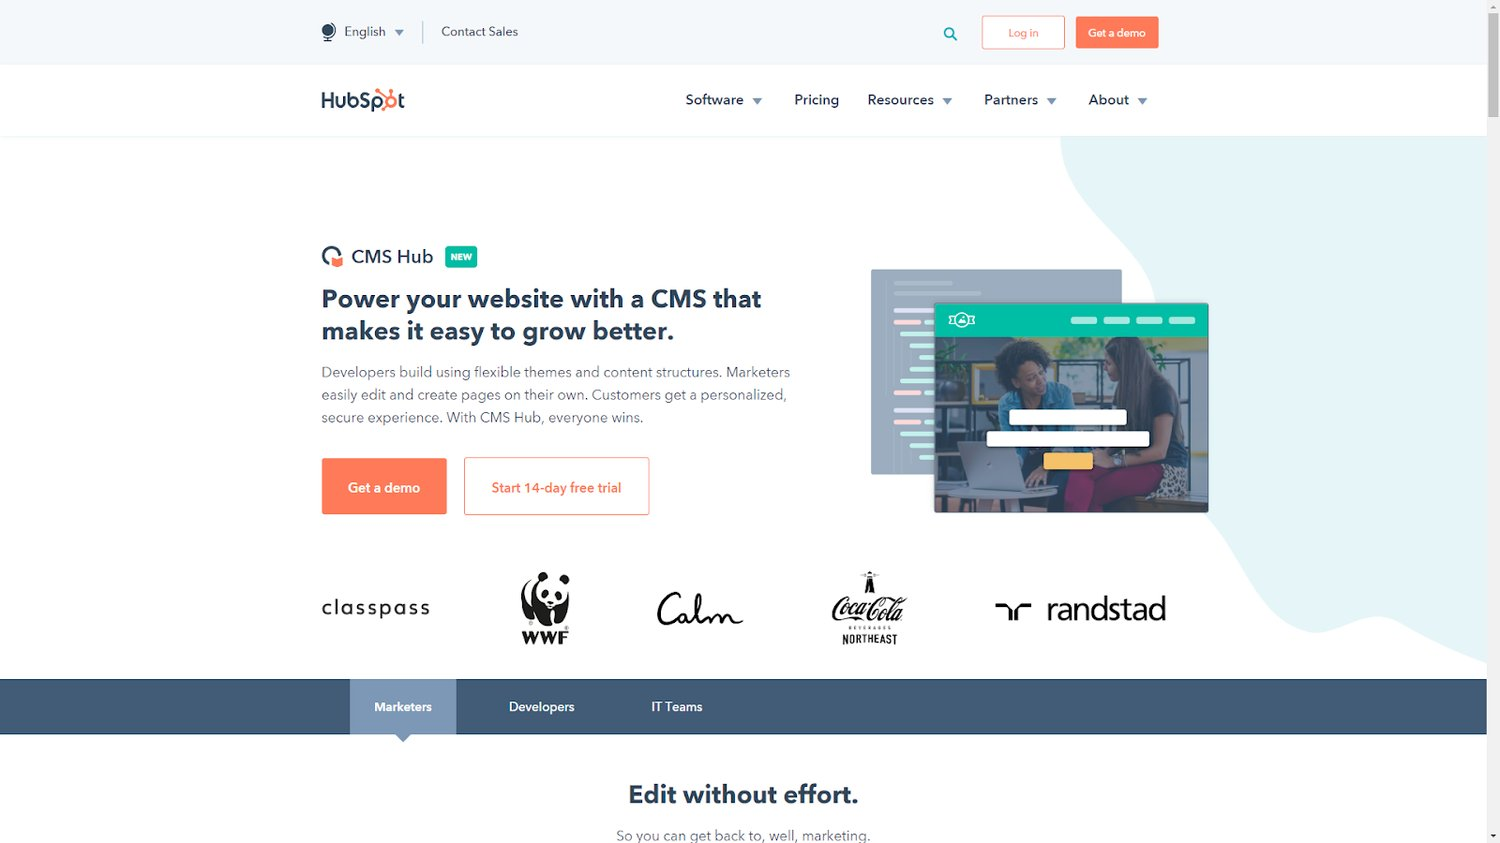 English
Contact Sales
Log in
Get a demo
HubSpot
Software
Pricing
Resources
Partners
About
CMS Hub
NEW
Power your website with a CMS that
makes it easy to grow better.
Developers build using flexible themes and content structures. Marketers
easily edit and create pages on their own. Customers get a personalized,
secure experience. With CMS Hub, everyone wins.
Get a demo
Start 14-day free trial
classpass
WWF
Calm
Coca-Cola
BEVERAGES
NORTHEAST
randstad
Marketers
Developers
IT Teams
Edit without effort.
So you can get back to, well, marketing.